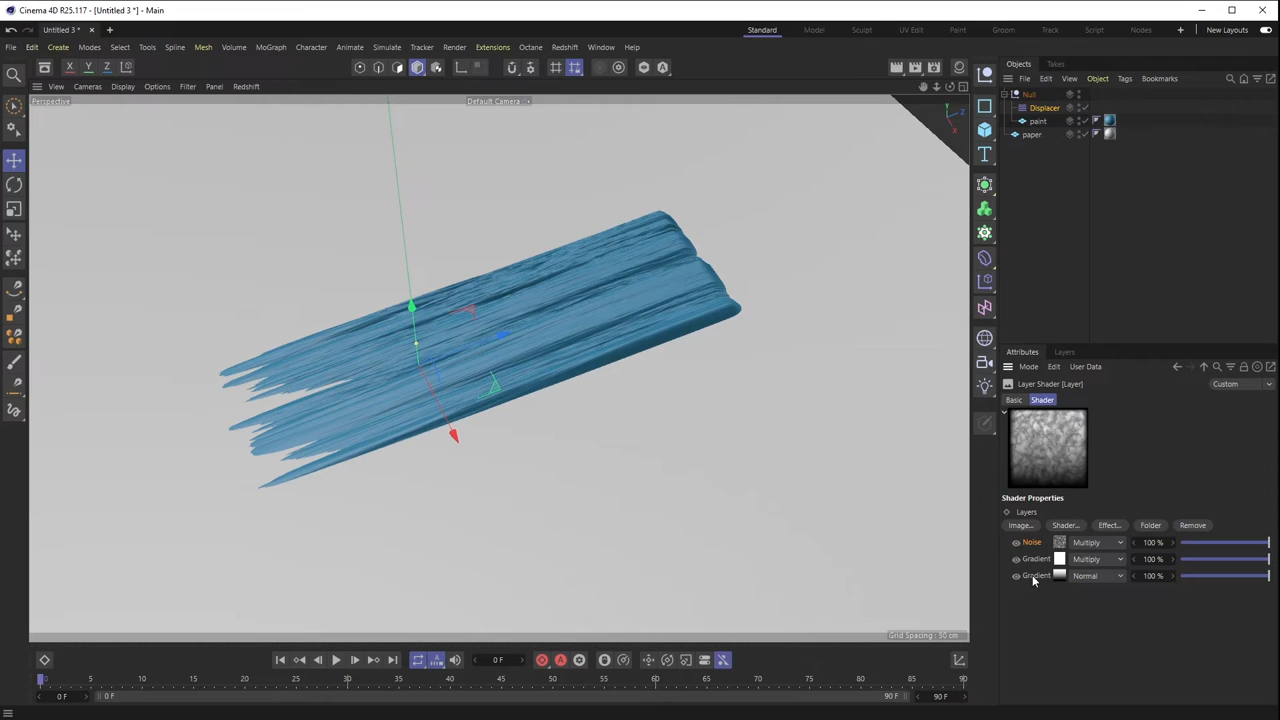 Cinema 4D R25.117 - [Untitled 3 *] - Main
Untitled 3 *
Standard Model Sculpt UV Edit Paint Groom Track Script Nodes New Layouts
File Edit Create Modes Select Tools Spline Mesh Volume MoGraph Character Animate Simulate Tracker Render Extensions Octane Redshift Window Help
Objects Takes
X Y Z
File Edit View Object Tags Bookmarks
View Cameras Display Options Filter Panel Redshift
Null
Perspective
Default Camera
Displacer
paint
paper
Y
Z
X
Attributes Layers
Mode Edit User Data
Layer Shader [Layer]
Custom
Basic Shader
Shader Properties
Layers
Image... Shader... Effect... Folder Remove
Noise Multiply 100 %
Gradient Multiply 100 %
Gradient Normal 100 %
Grid Spacing : 50 cm
0 F
0 5 10 15 20 25 30 35 40 45 50 55 60 65 70 75 80 85 90
0 F 0 F 90 F 90 F